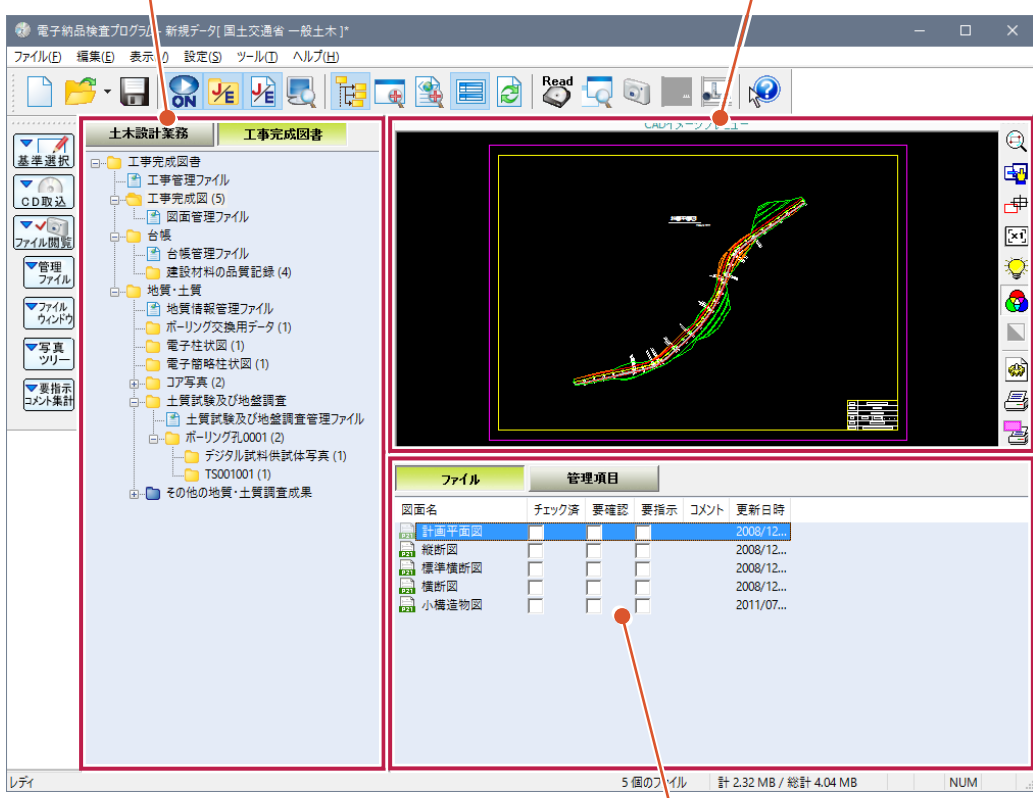 電子納品検査プログラム - 新規データ[ 国土交通省 一般土木 ]*
ファイル(F) 編集(E) 表示(V) 設定(S) ツール(T) ヘルプ(H)
ON
J/E
J/E
Read
基準選択
CD取込
ファイル閲覧
管理
ファイル
ファイル
ウィンドウ
写真
ツリー
要指示
コメント集計
土木設計業務 工事完成図書
工事完成図書
工事管理ファイル
工事完成図 (5)
図面管理ファイル
台帳
台帳管理ファイル
建設材料の品質記録 (4)
地質・土質
地質情報管理ファイル
ボーリング交換用データ (1)
電子柱状図 (1)
電子簡略柱状図 (1)
コア写真 (2)
土質試験及び地盤調査
土質試験及び地盤調査管理ファイル
ボーリング孔0001 (2)
デジタル試料供試体写真 (1)
TS001001 (1)
その他の地質・土質調査成果
CADイメージプレビュー
ファイル 管理項目
図面名 チェック済 要確認 要指示 コメント 更新日時
P21 計画平面図 2008/12...
P21 縦断図 2008/12...
P21 標準横断図 2008/12...
P21 横断図 2008/12...
P21 小構造物図 2011/07...
レディ 5 個のファイル 計 2.32 MB / 総計 4.04 MB NUM